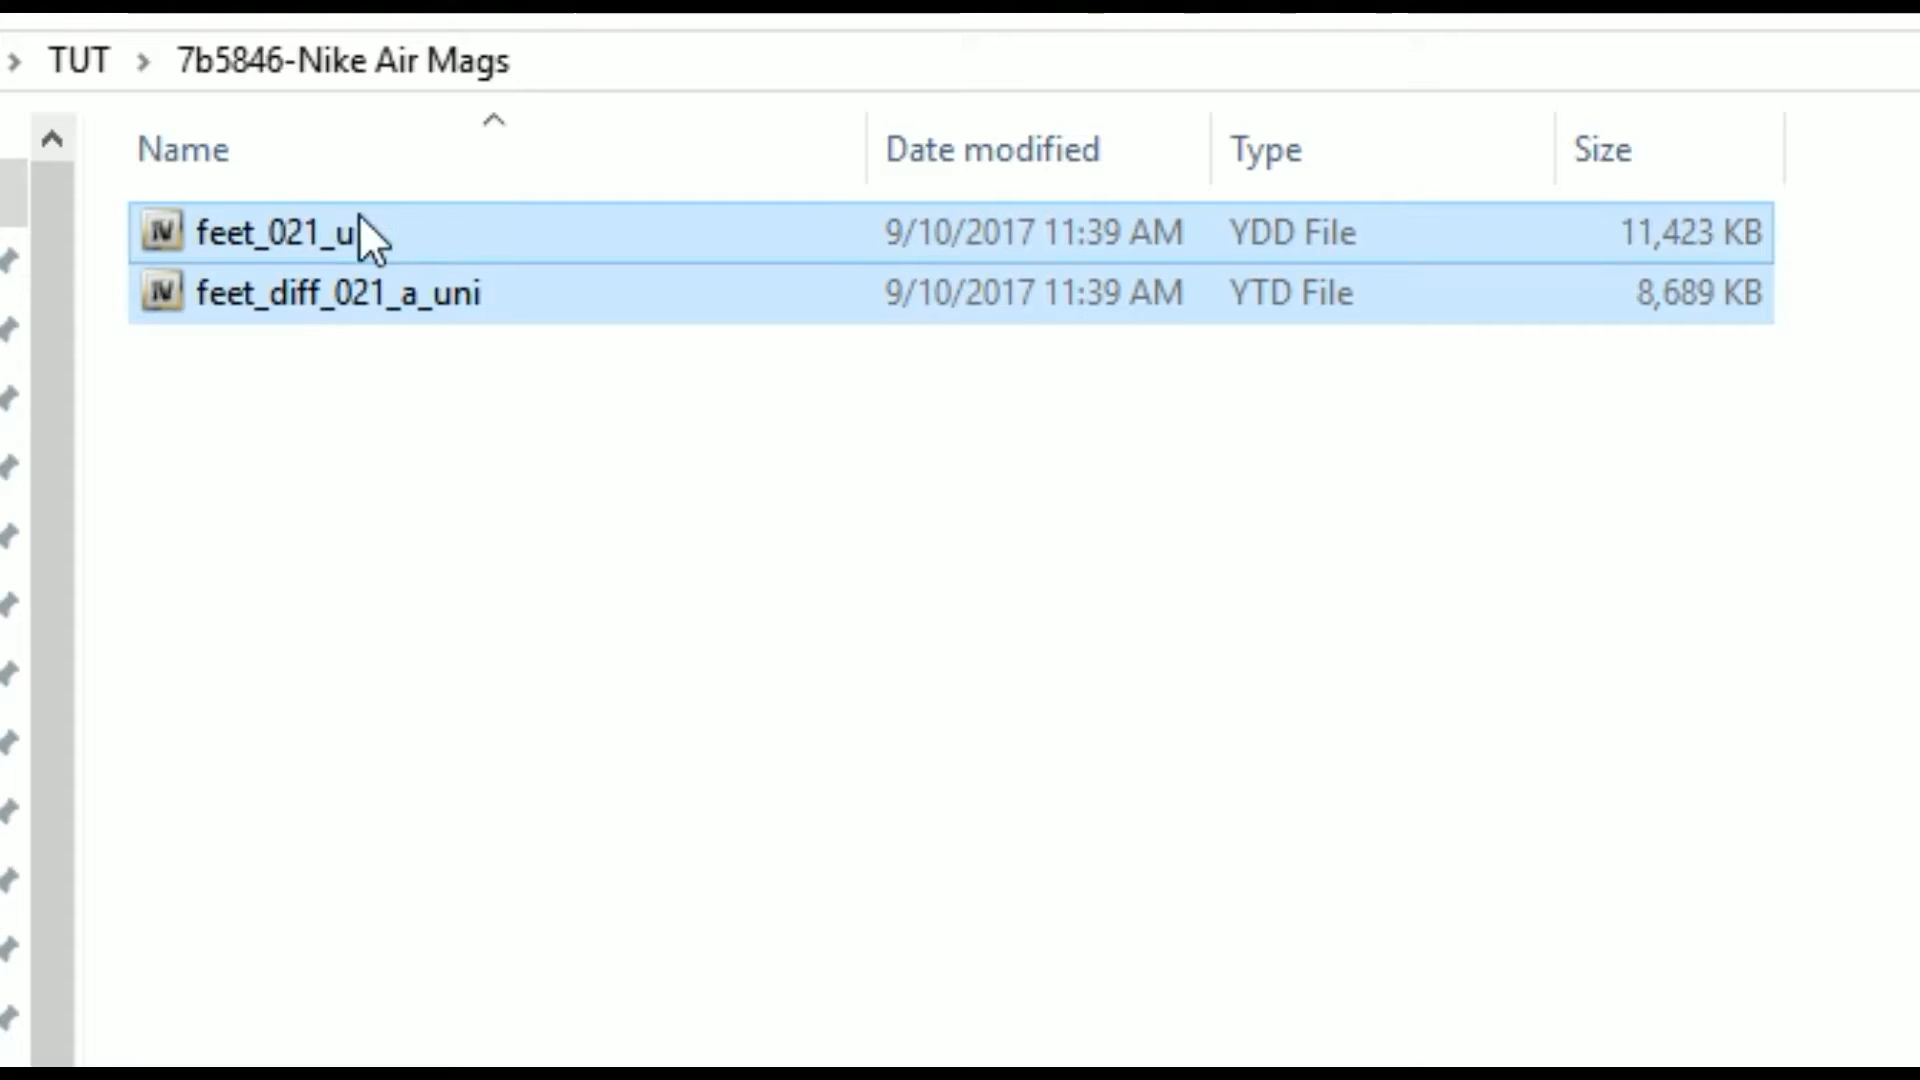 TUT > 7b5846-Nike Air Mags
Name Date modified Type Size
feet_021_u 9/10/2017 11:39 AM YDD File 11,423 KB
feet_diff_021_a_uni 9/10/2017 11:39 AM YTD File 8,689 KB